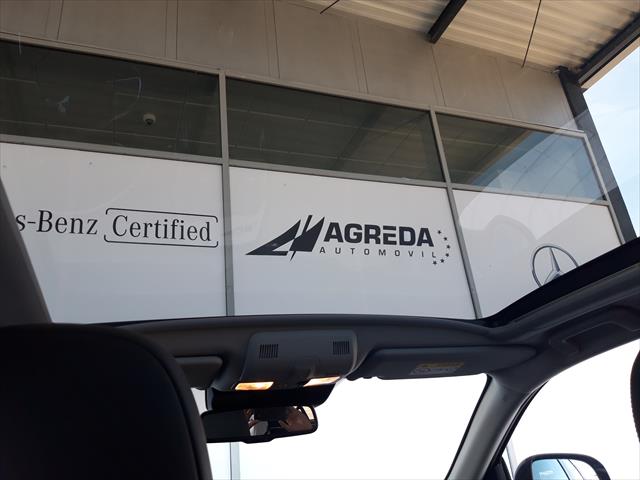 s-Benz Certified
AGREDA
AUTOMOVIL